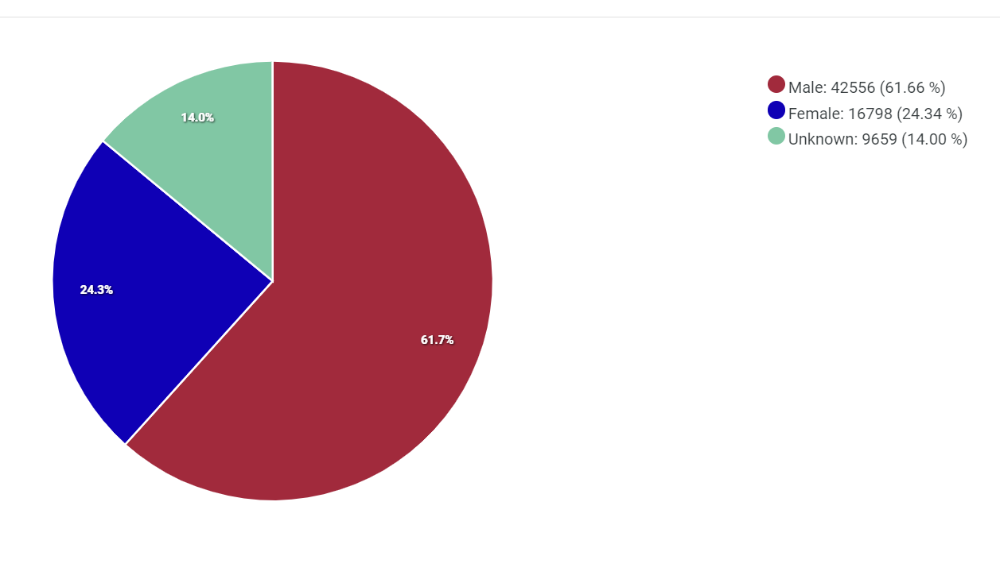 Male: 42556 (61.66 %)
Female: 16798 (24.34 %)
Unknown: 9659 (14.00 %)
14.0%
24.3%
61.7%